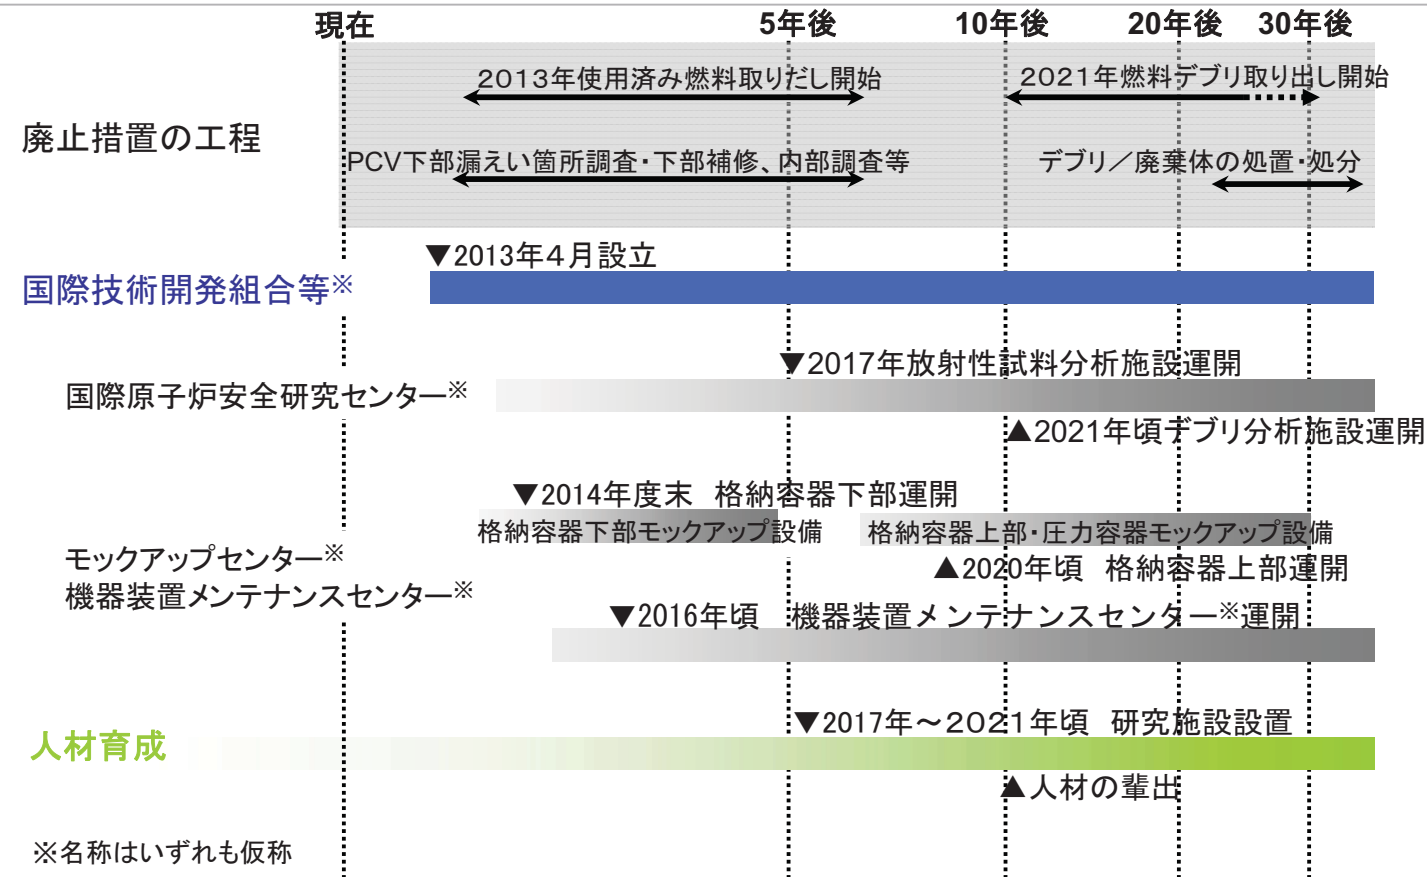 現在 5年後 10年後 20年後 30年後
2013年使用済み燃料取りだし開始
2021年燃料デブリ取り出し開始
廃止措置の工程
PCV下部漏えい箇所調査・下部補修、内部調査等
デブリ／廃棄体の処置・処分
▼2013年４月設立
国際技術開発組合等※
▼2017年放射性試料分析施設運開
国際原子炉安全研究センター※
▲2021年頃デブリ分析施設運開
▼2014年度末　格納容器下部運開
格納容器下部モックアップ設備
格納容器上部・圧力容器モックアップ設備
モックアップセンター※
▲2020年頃　格納容器上部運開
機器装置メンテナンスセンター※
▼2016年頃　機器装置メンテナンスセンター※運開
▼2017年～２０２１年頃　研究施設設置
人材育成
▲人材の輩出
※名称はいずれも仮称